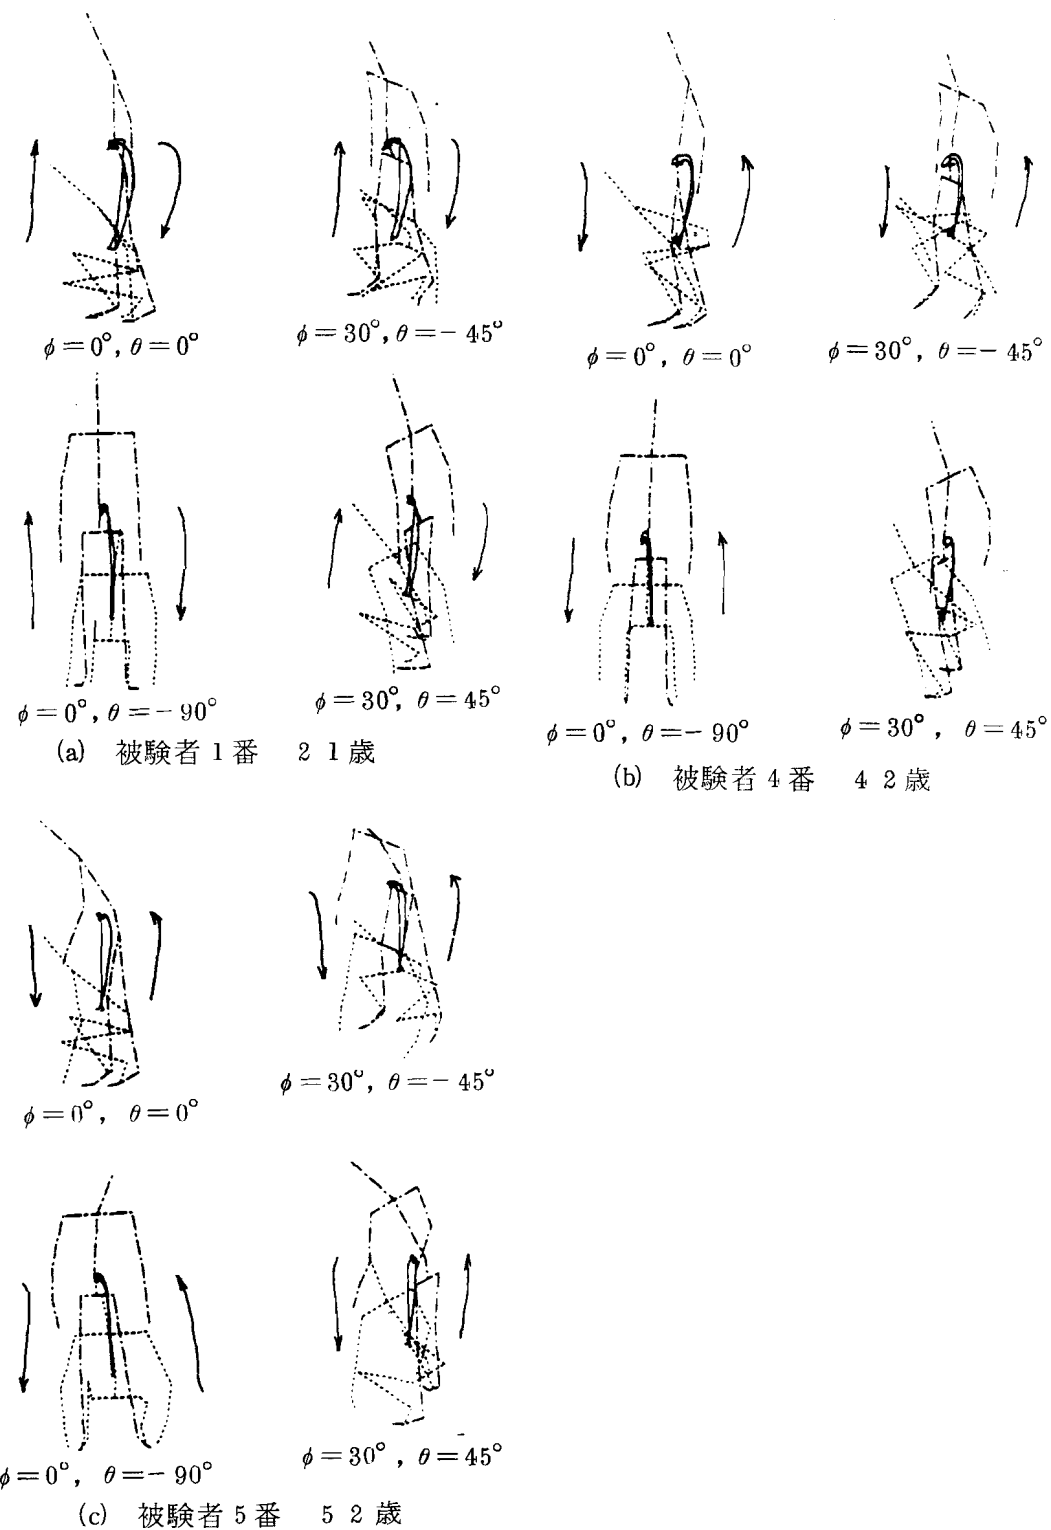 φ=0°, θ=0°
φ=30°, θ=-45°
φ=0°, θ=-90°
φ=30°, θ=45°
(a) 被験者1番 21歳
φ=0°, θ=0°
φ=30°, θ=-45°
φ=0°, θ=-90°
φ=30°, θ=45°
(b) 被験者4番 42歳
φ=0°, θ=0°
φ=30°, θ=-45°
φ=0°, θ=-90°
φ=30°, θ=45°
(c) 被験者5番 52歳